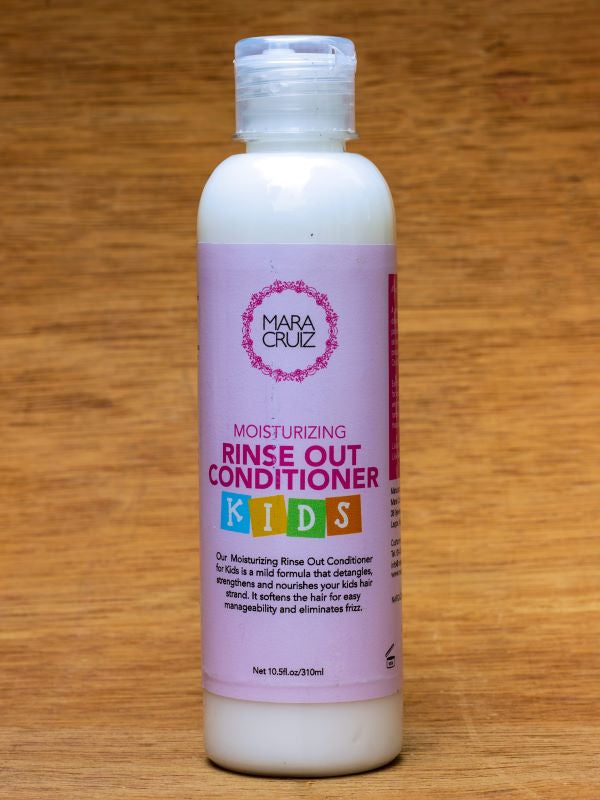 MARA
CRUIZ
MOISTURIZING
RINSE OUT
CONDITIONER
KIDS
Our Moisturizing Rinse Out Conditioner
for Kids is a mild formula that detangles,
strengthens and nourishes your kids hair
strand. It softens the hair for easy
manageability and eliminates frizz.
Net 10.5fl.oz/310ml